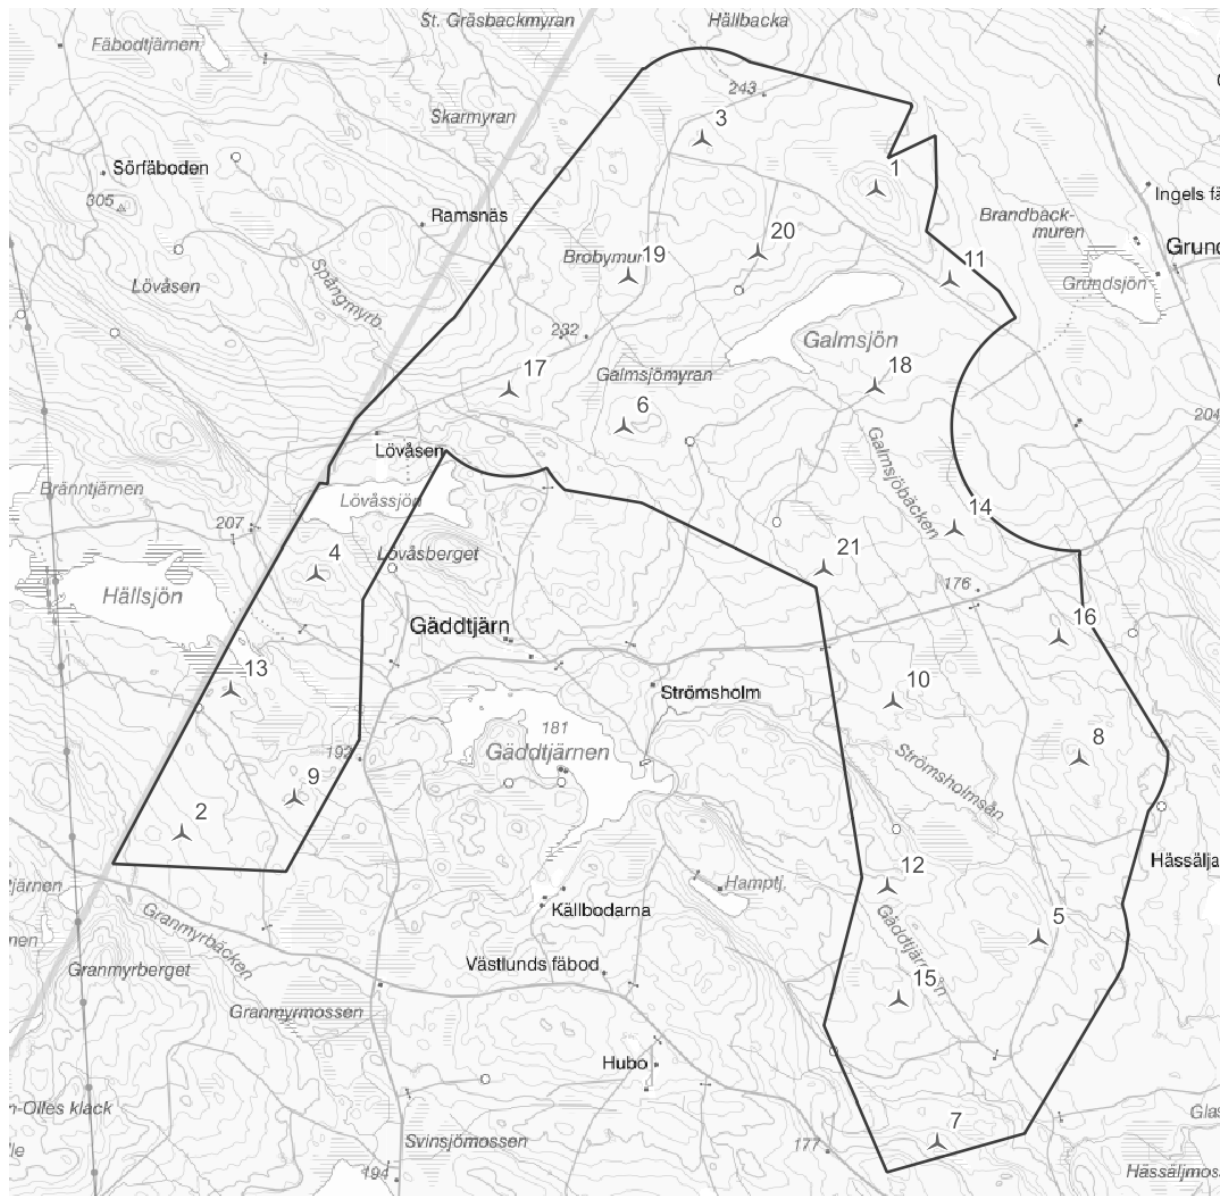 St. Gräsbackmyran
Hällbacka
Fäbodtjärnen
243
Skarmyran
3
Sörfäboden
1
305
Ramsnäs
Ingels fä
Brandback-
muren
20
Grund
Brobymur
19
Spångmyrb.
11
Lövåsen
Grundsjön
232
Galmsjön
17
Galmsjömyran
18
6
204
Lövåsen
Galmsjöbäcken
Bränntjärnen
Lövåssjön
207
14
4
Lövåsberget
21
176
Hällsjön
Gäddtjärn
16
13
10
Strömsholm
181
192
Gäddtjärnen
8
Strömsholmsån
9
2
Hässälja
12
Hamptj.
tjärnen
Källbodarna
Granmyrbäcken
5
Gäddtjärnsån
nen
Granmyrberget
Västlunds fäbod
15
Granmyrmossen
Hubo
n-Olles klack
Glas
7
Svinsjömossen
177
lle
194
Hässäljmos